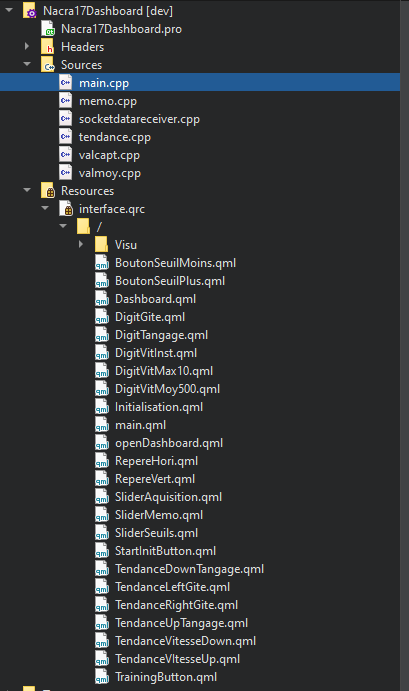 Nacra17Dashboard [dev]
Nacra17Dashboard.pro
Headers
Sources
main.cpp
memo.cpp
socketdatareceiver.cpp
tendance.cpp
valcapt.cpp
valmoy.cpp
Resources
interface.qrc
/
Visu
BoutonSeuilMoins.qml
BoutonSeuilPlus.qml
Dashboard.qml
DigitGite.qml
DigitTangage.qml
DigitVitInst.qml
DigitVitMax10.qml
DigitVitMoy500.qml
Initialisation.qml
main.qml
openDashboard.qml
RepereHori.qml
RepereVert.qml
SliderAquisition.qml
SliderMemo.qml
SliderSeuils.qml
StartInitButton.qml
TendanceDownTangage.qml
TendanceLeftGite.qml
TendanceRightGite.qml
TendanceUpTangage.qml
TendanceVitesseDown.qml
TendanceVItesseUp.qml
TrainingButton.qml